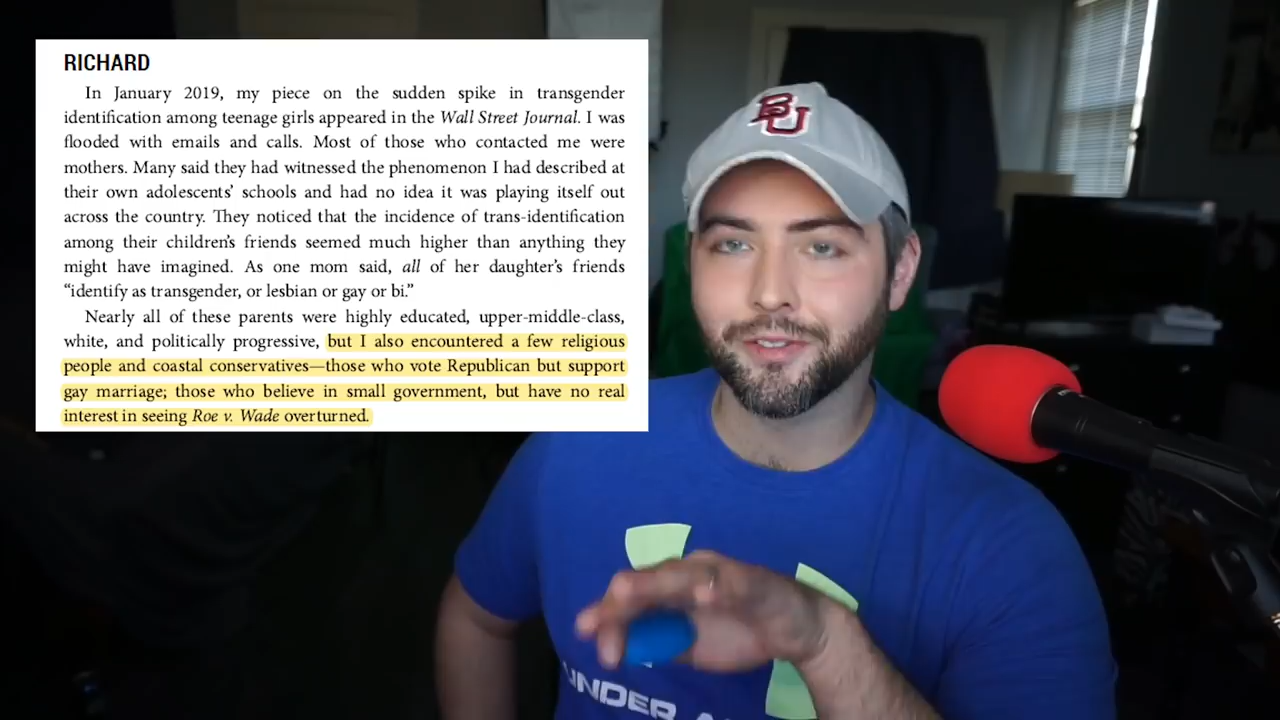 RICHARD
In January 2019, my piece on the sudden spike in transgender
identification among teenage girls appeared in the Wall Street Journal. I was
flooded with emails and calls. Most of those who contacted me were
mothers. Many said they had witnessed the phenomenon I had described at
their own adolescents’ schools and had no idea it was playing itself out
across the country. They noticed that the incidence of trans-identification
among their children’s friends seemed much higher than anything they
might have imagined. As one mom said, all of her daughter’s friends
“identify as transgender, or lesbian or gay or bi.”
Nearly all of these parents were highly educated, upper-middle-class,
white, and politically progressive, but I also encountered a few religious
people and coastal conservatives—those who vote Republican but support
gay marriage; those who believe in small government, but have no real
interest in seeing Roe v. Wade overturned.
BU
UNDER